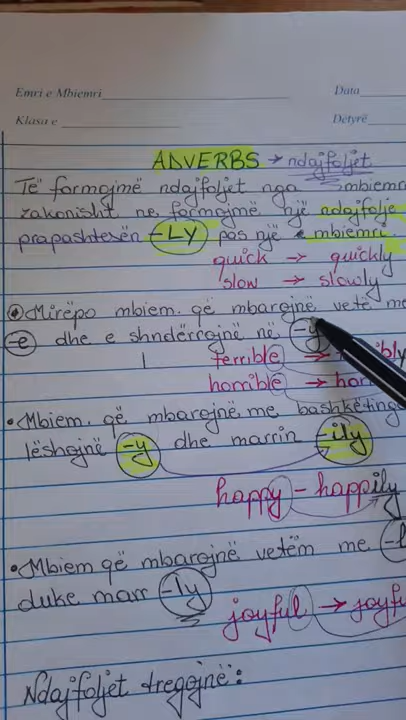 Emri e Mbiemri Data
Klasa e Detyrë
ADVERBS → ndajfoljet
Të formojmë ndajfoljet nga mbiemra
zakonisht ne formojmë një ndajfolje
prapashtesën -LY pas një mbiemri.
quick → quickly
slow → slowly
Mirëpo mbiem. që mbarojnë vetë me
-e dhe e shndërrojnë në -y
terrible →
horrible →
• Mbiem. që mbarojnë me
lëshojnë -y dhe marrin -ily
happy - happily
• Mbiem që mbarojnë vetëm me
duke marr -ly
joyful →
Ndajfoljet tregojnë: